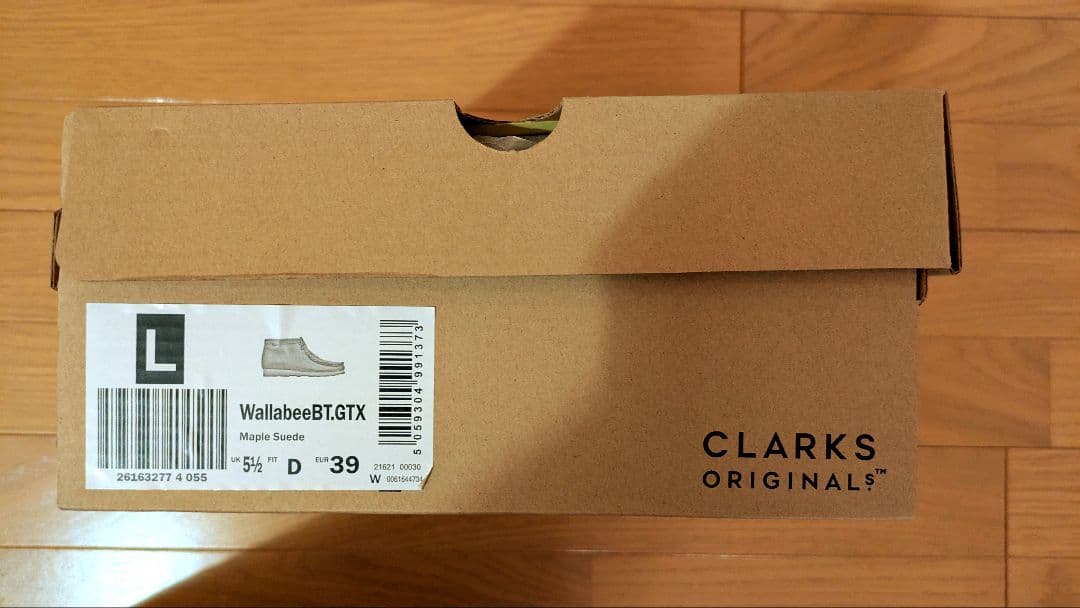 L
WallabeeBT.GTX
Maple Suede
UK 5½ FIT D EUR 39
26163277 4 055
21621 00030
W 0061644734
5 059304 991373
CLARKS
ORIGINALS™